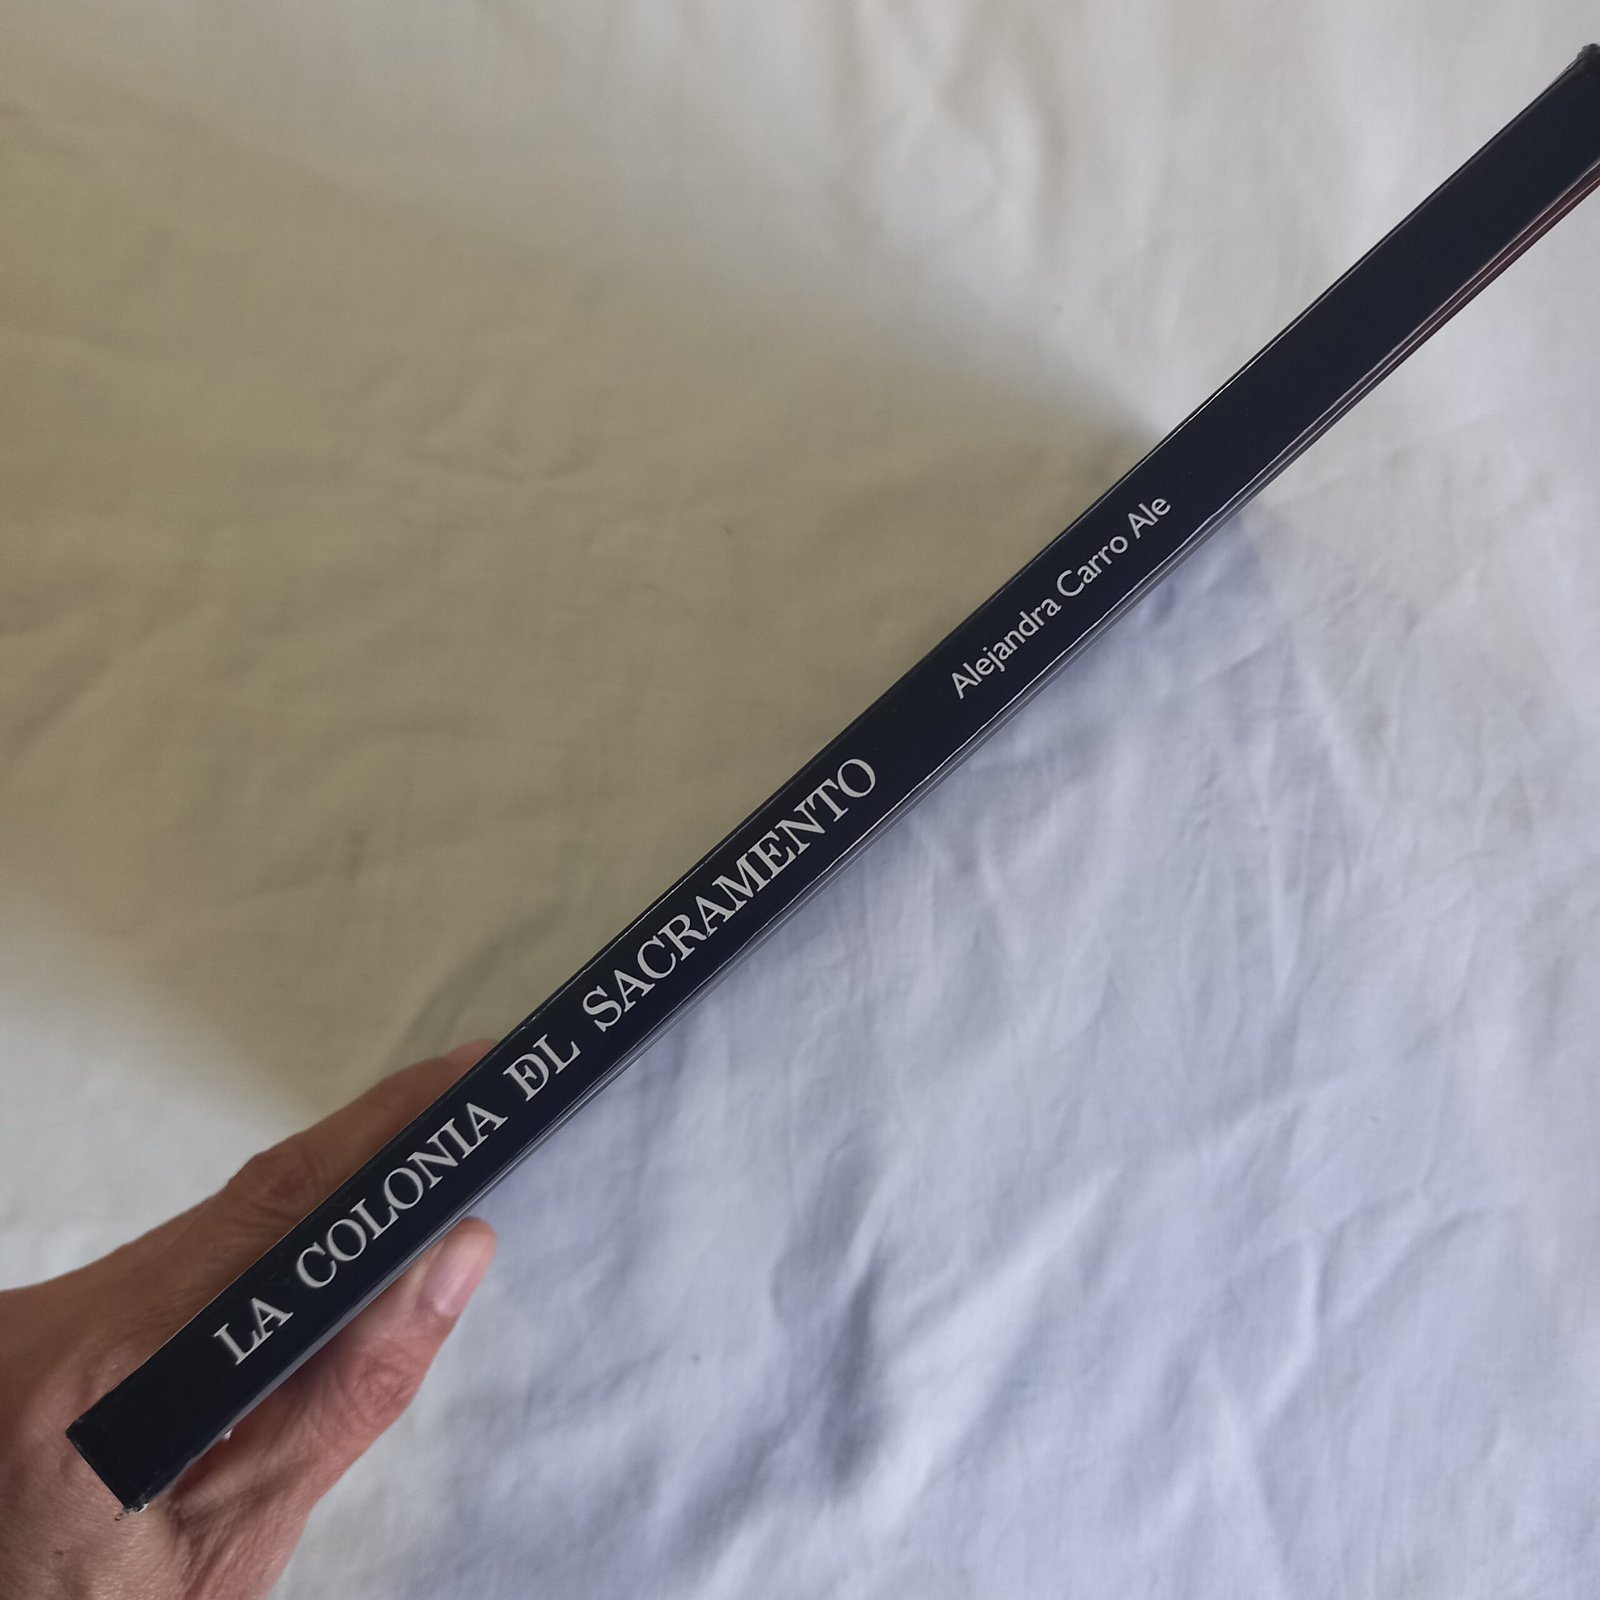 LA COLONIA DEL SACRAMENTO
Alejandra Carro Ale